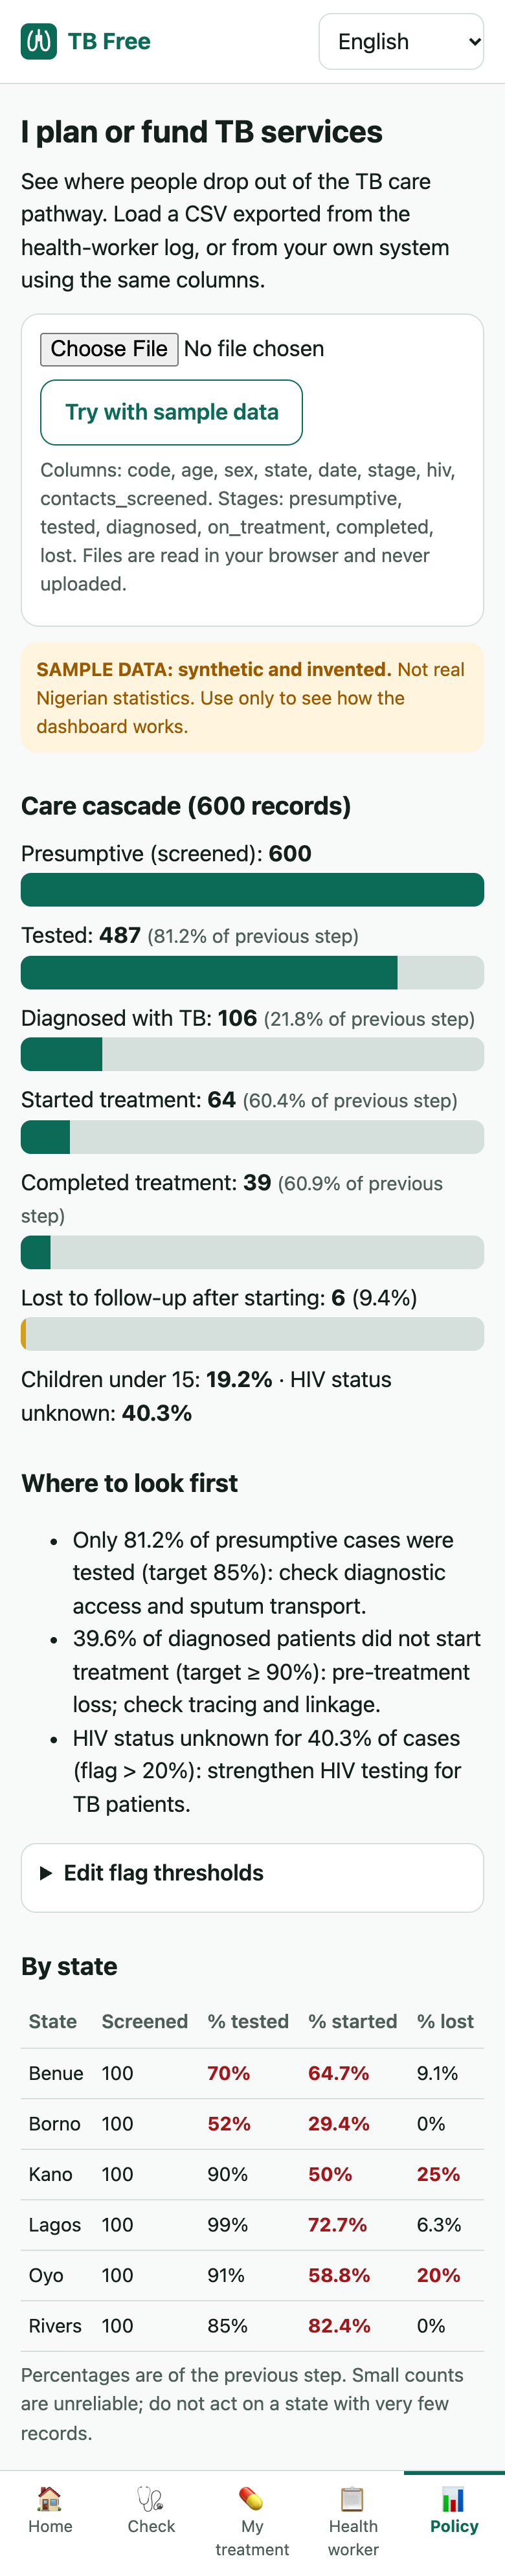 TB Free
English
I plan or fund TB services
See where people drop out of the TB care
pathway. Load a CSV exported from the
health-worker log, or from your own system
using the same columns.
Choose File No file chosen
Try with sample data
Columns: code, age, sex, state, date, stage, hiv,
contacts_screened. Stages: presumptive,
tested, diagnosed, on_treatment, completed,
lost. Files are read in your browser and never
uploaded.
SAMPLE DATA: synthetic and invented. Not real
Nigerian statistics. Use only to see how the
dashboard works.
Care cascade (600 records)
Presumptive (screened): 600
Tested: 487 (81.2% of previous step)
Diagnosed with TB: 106 (21.8% of previous step)
Started treatment: 64 (60.4% of previous step)
Completed treatment: 39 (60.9% of previous
step)
Lost to follow-up after starting: 6 (9.4%)
Children under 15: 19.2% · HIV status
unknown: 40.3%
Where to look first
• Only 81.2% of presumptive cases were
tested (target 85%): check diagnostic
access and sputum transport.
• 39.6% of diagnosed patients did not start
treatment (target ≥ 90%): pre-treatment
loss; check tracing and linkage.
• HIV status unknown for 40.3% of cases
(flag > 20%): strengthen HIV testing for
TB patients.
Edit flag thresholds
By state
State Screened % tested % started % lost
Benue 100 70% 64.7% 9.1%
Borno 100 52% 29.4% 0%
Kano 100 90% 50% 25%
Lagos 100 99% 72.7% 6.3%
Oyo 100 91% 58.8% 20%
Rivers 100 85% 82.4% 0%
Percentages are of the previous step. Small counts
are unreliable; do not act on a state with very few
records.
Home
Check
My
treatment
Health
worker
Policy